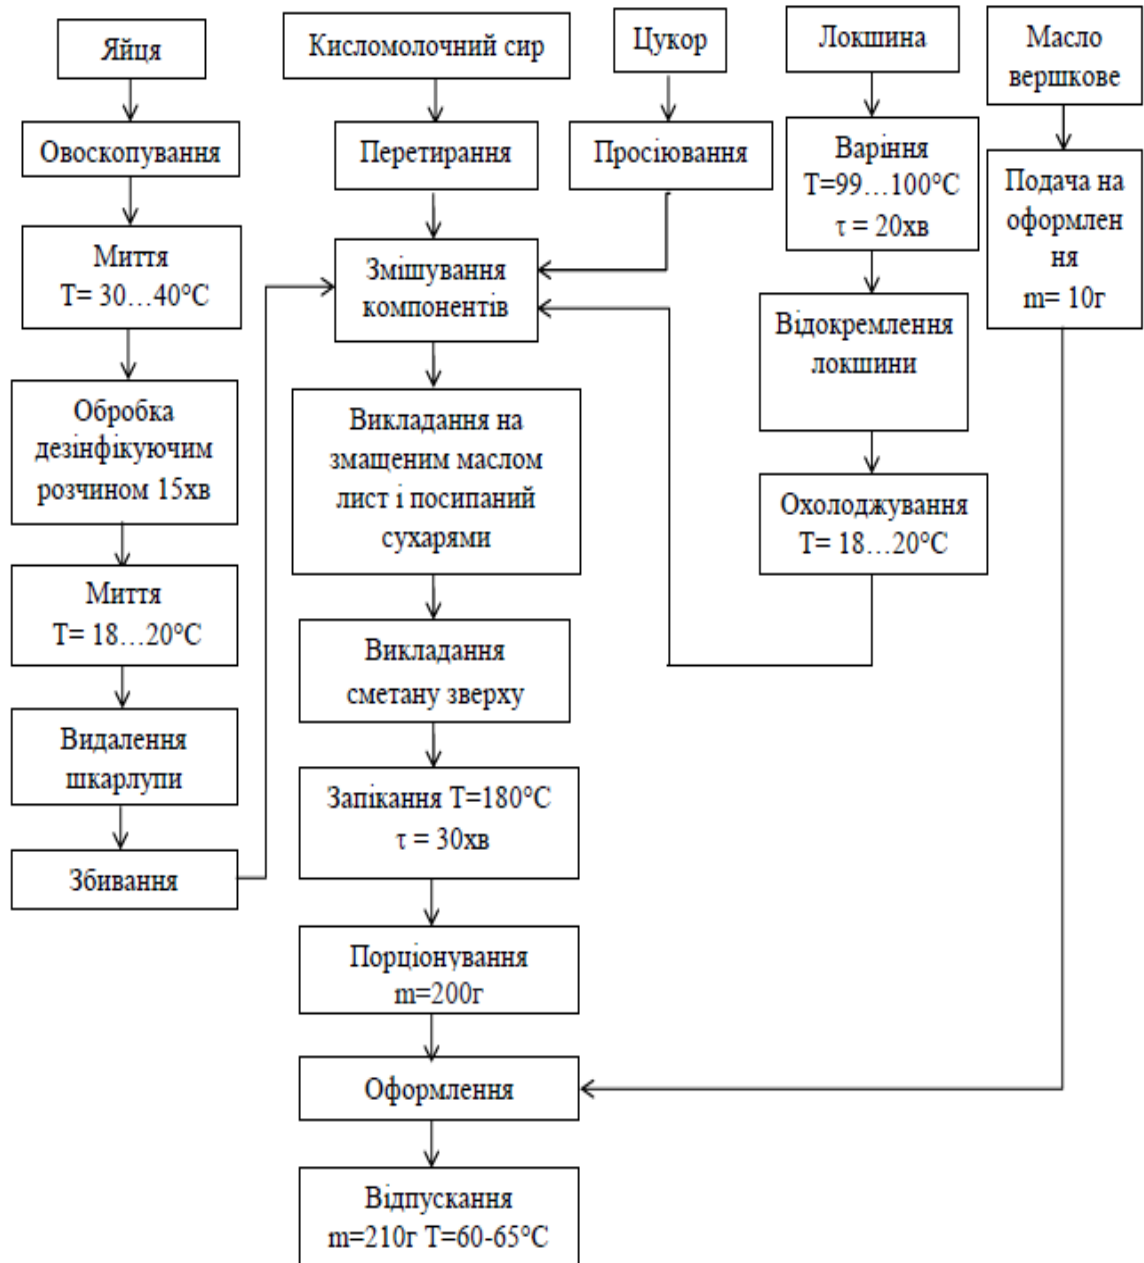 Яйця
Кисломолочний сир
Цукор
Локшина
Масло
вершкове
Овоскопування
Перетирання
Просіювання
Варіння
T=99…100°C
τ = 20хв
Подача на
оформлен
ня
m= 10г
Миття
T= 30…40°C
Змішування
компонентів
Відокремлення
локшини
Обробка
дезінфікуючим
розчином 15хв
Викладання на
змащеним маслом
лист і посипаний
сухарями
Охолоджування
T= 18…20°C
Миття
T= 18…20°C
Викладання
сметану зверху
Видалення
шкарлупи
Запікання T=180°C
τ = 30хв
Збивання
Порціонування
m=200г
Оформлення
Відпускання
m=210г T=60-65°C